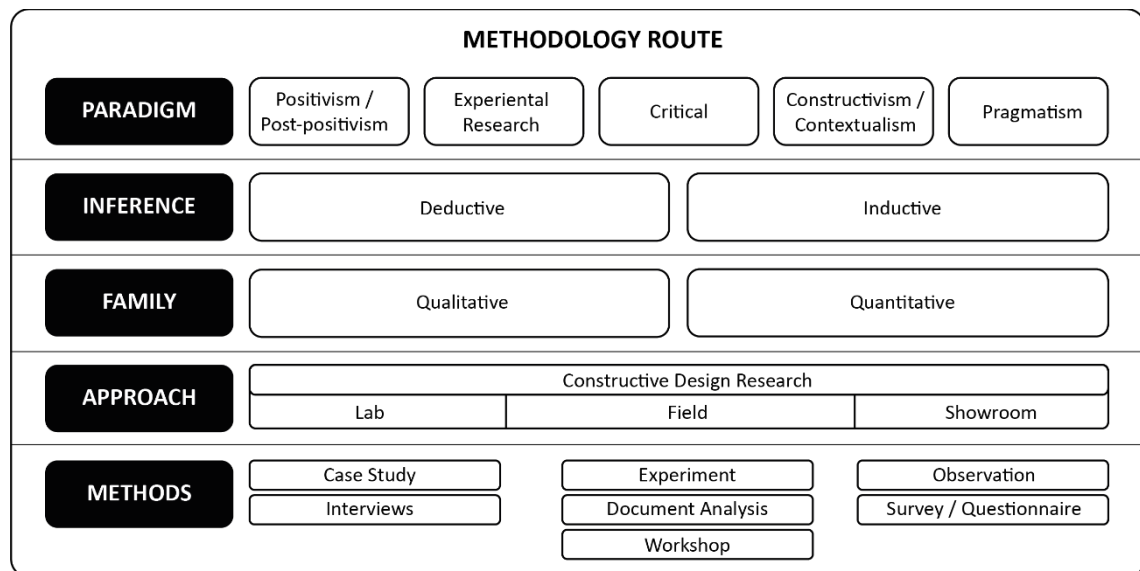 METHODOLOGY ROUTE
PARADIGM
Positivism /
Post-positivism
Experiental
Research
Critical
Constructivism /
Contextualism
Pragmatism
INFERENCE
Deductive
Inductive
FAMILY
Qualitative
Quantitative
APPROACH
Constructive Design Research
Lab
Field
Showroom
METHODS
Case Study
Experiment
Observation
Interviews
Document Analysis
Survey / Questionnaire
Workshop